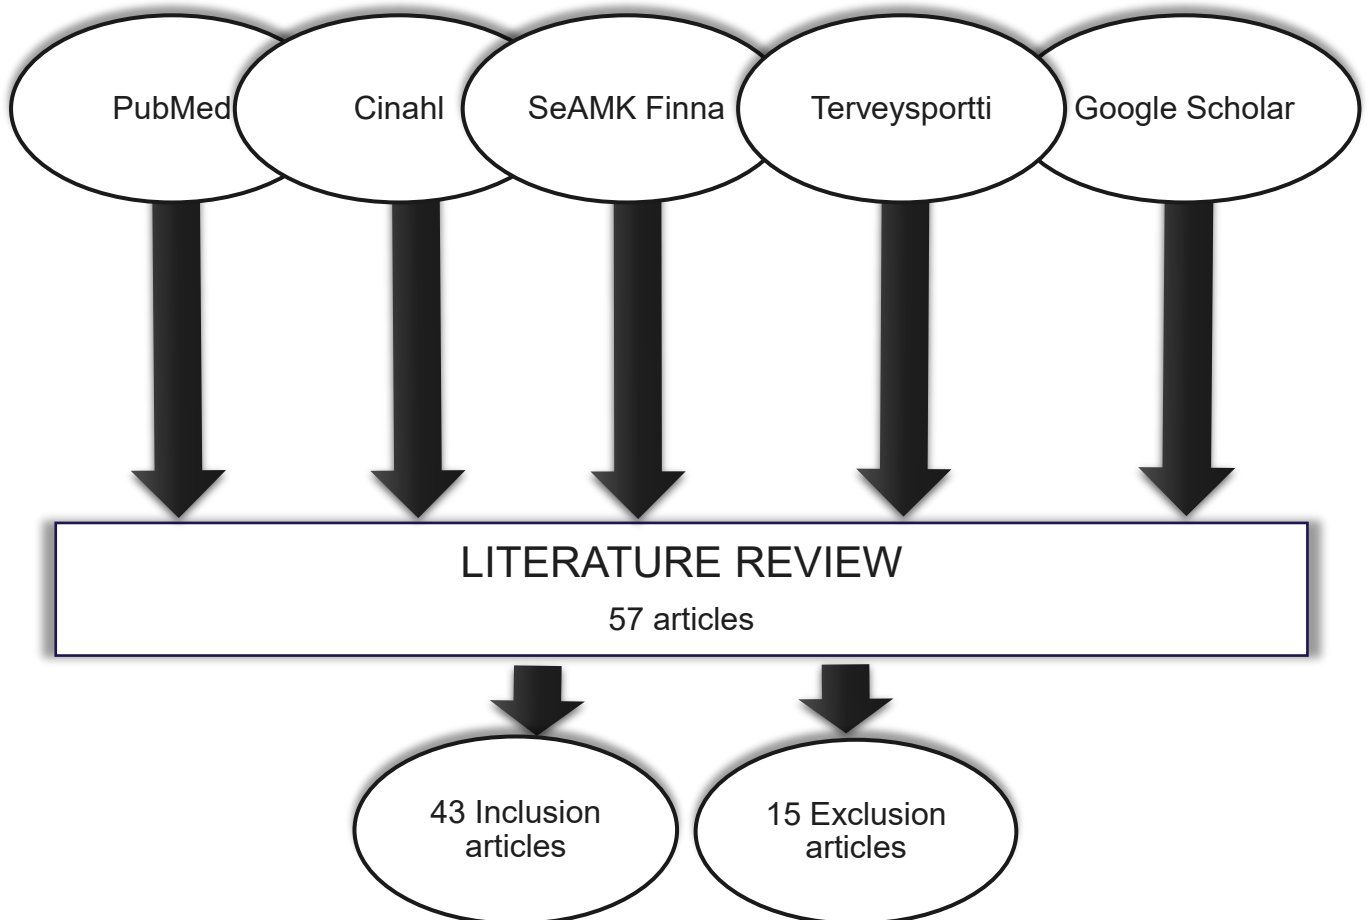 PubMed
Cinahl
SeAMK Finna
Terveysportti
Google Scholar
LITERATURE REVIEW
57 articles
43 Inclusion
articles
15 Exclusion
articles